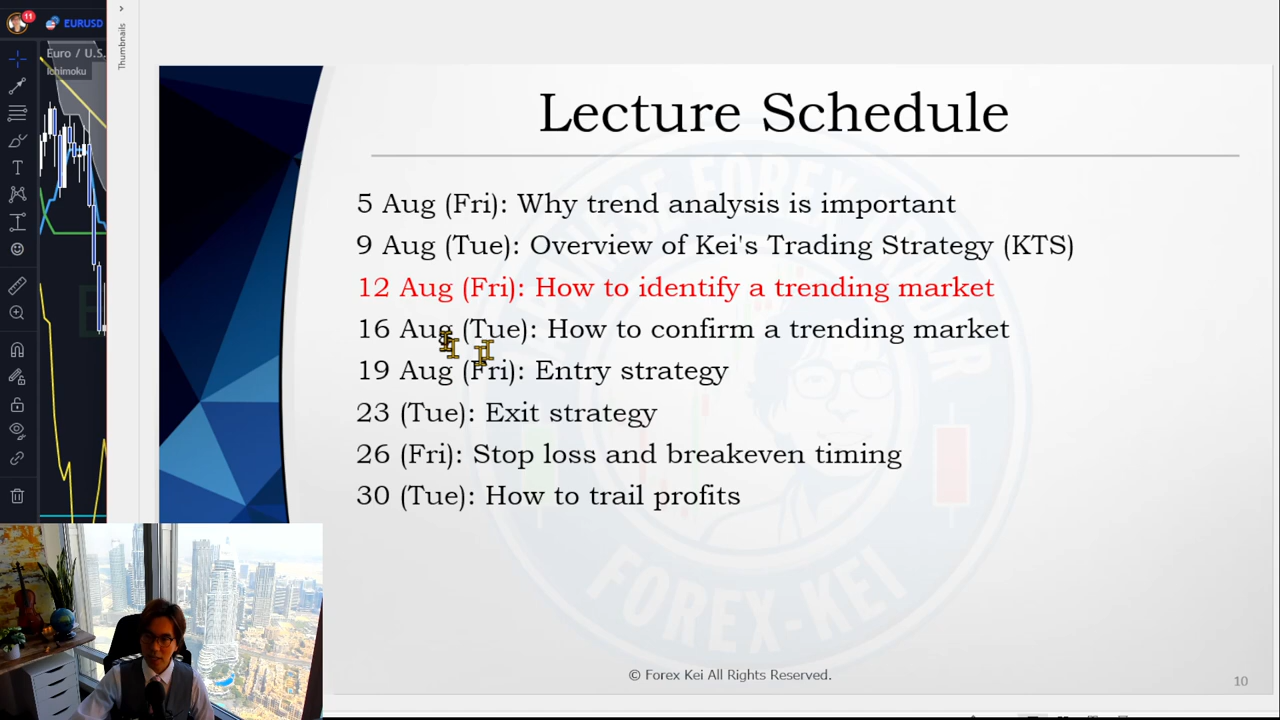 11
EURUSD
Euro / U.S.
Ichimoku
Thumbnails
Lecture Schedule
5 Aug (Fri): Why trend analysis is important
9 Aug (Tue): Overview of Kei's Trading Strategy (KTS)
12 Aug (Fri): How to identify a trending market
16 Aug (Tue): How to confirm a trending market
19 Aug (Fri): Entry strategy
23 (Tue): Exit strategy
26 (Fri): Stop loss and breakeven timing
30 (Tue): How to trail profits
FOREX-KEI
© Forex Kei All Rights Reserved.
10